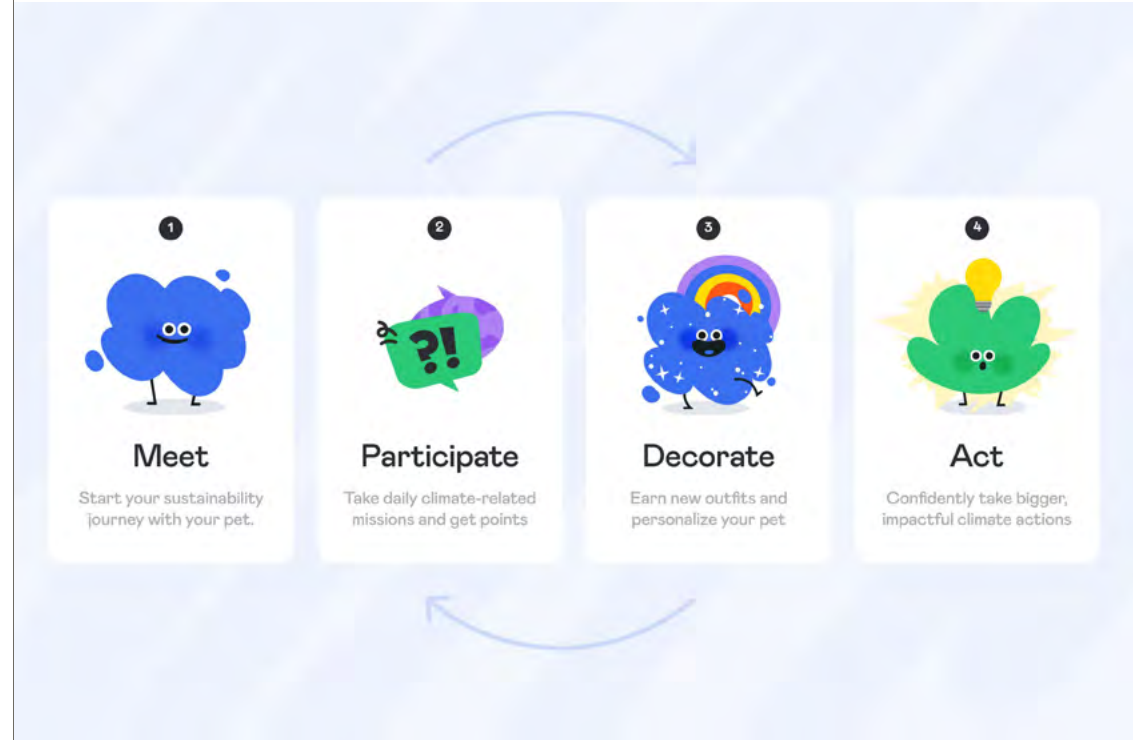 1
Meet
Start your sustainability
journey with your pet.
2
?!
Participate
Take daily climate-related
missions and get points
3
Decorate
Earn new outfits and
personalize your pet
4
Act
Confidently take bigger,
impactful climate actions